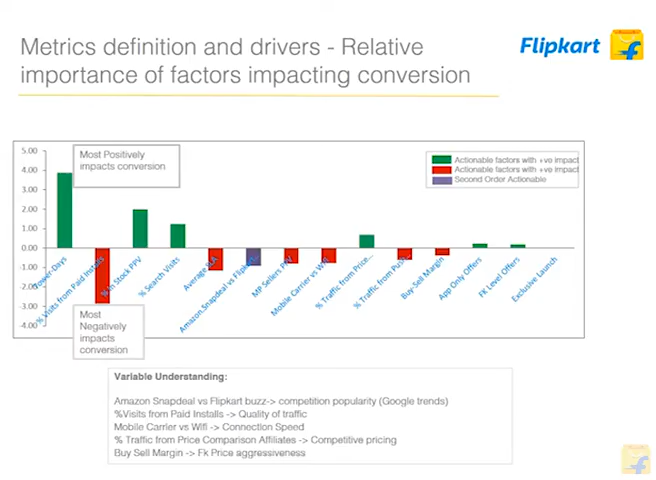 Metrics definition and drivers - Relative
importance of factors impacting conversion
Flipkart
5.00
4.00
3.00
2.00
1.00
0.00
-1.00
-2.00
-3.00
-4.00
Most Positively
impacts conversion
Actionable factors with +ve impact
Actionable factors with +ve impact
Second Order Actionable
-Days
% Visits from Paid Installs
% In Stock PPV
% Search Visits
Average SLA
Amazon Snapdeal vs Flipk...
MP Sellers PPV
Mobile Carrier vs Wifi
% Traffic from Price...
% Traffic from Push...
Buy-Sell Margin
App Only Offers
FK Level Offers
Exclusive Launch
Most
Negatively
impacts
conversion
Variable Understanding:
Amazon Snapdeal vs Flipkart buzz-> competition popularity (Google trends)
%Visits from Paid Installs -> Quality of traffic
Mobile Carrier vs Wifi -> Connection Speed
% Traffic from Price Comparison Affiliates -> Competitive pricing
Buy Sell Margin -> Fk Price aggressiveness